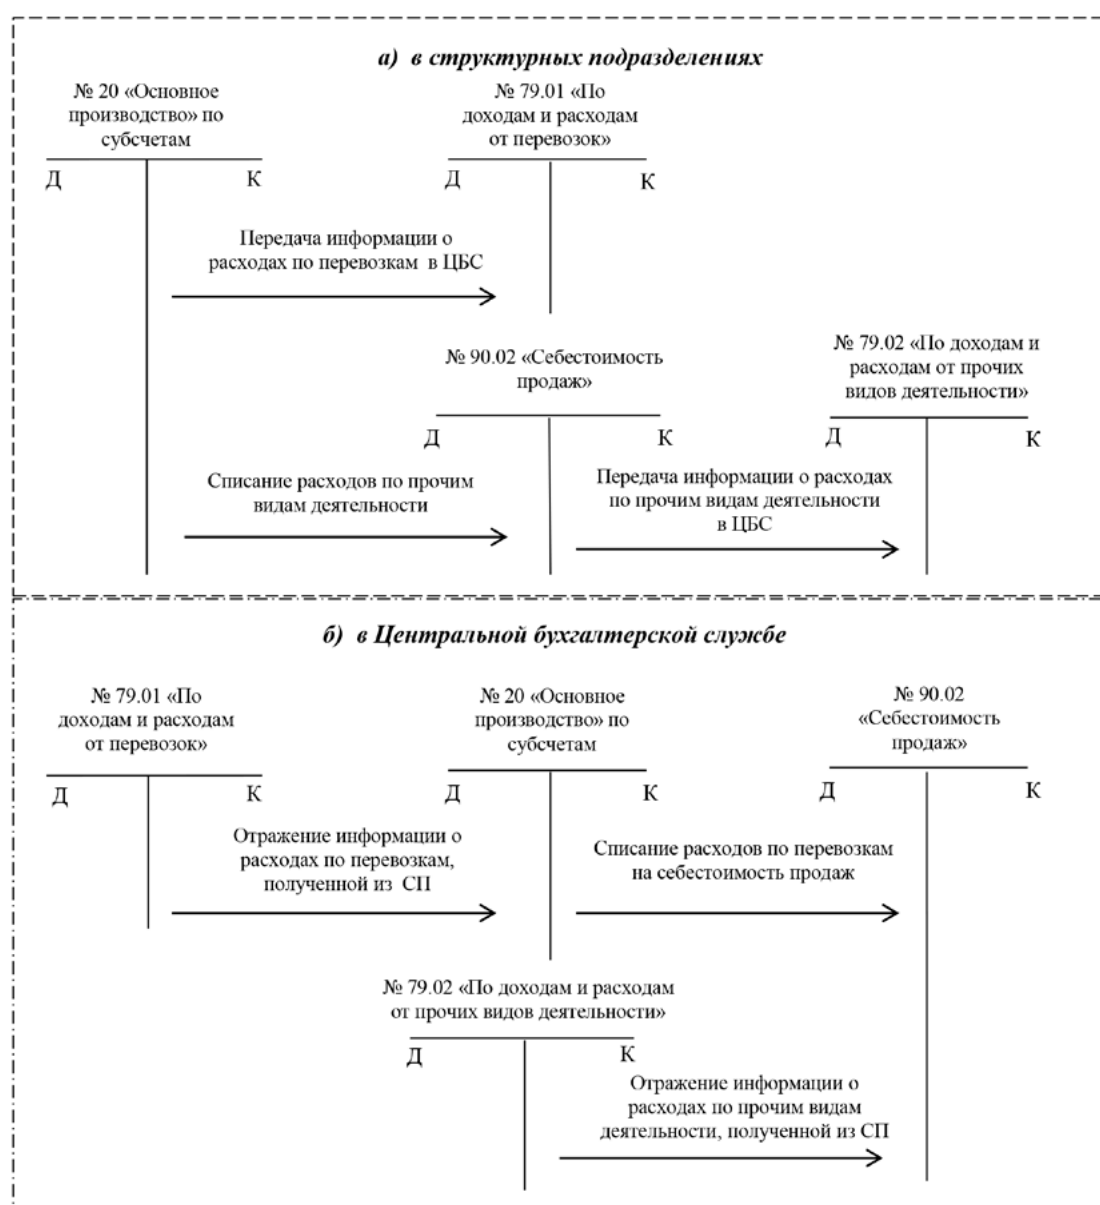 а) в структурных подразделениях
№ 20 «Основное
производство» по
субсчетам
№ 79.01 «По
доходам и расходам
от перевозок»
Д
К
Д
К
Передача информации о
расходах по перевозкам в ЦБС
№ 90.02 «Себестоимость
продаж»
№ 79.02 «По доходам и
расходам от прочих
видов деятельности»
Д
К
Д
К
Списание расходов по прочим
видам деятельности
Передача информации о расходах
по прочим видам деятельности
в ЦБС
б) в Центральной бухгалтерской службе
№ 79.01 «По
доходам и расходам
от перевозок»
№ 20 «Основное
производство» по
субсчетам
№ 90.02
«Себестоимость
продаж»
Д
К
Д
К
Д
К
Отражение информации о
расходах по перевозкам,
полученной из СП
Списание расходов по перевозкам
на себестоимость продаж
№ 79.02 «По доходам и расходам
от прочих видов деятельности»
Д
К
Отражение информации о
расходах по прочим видам
деятельности, полученной из СП